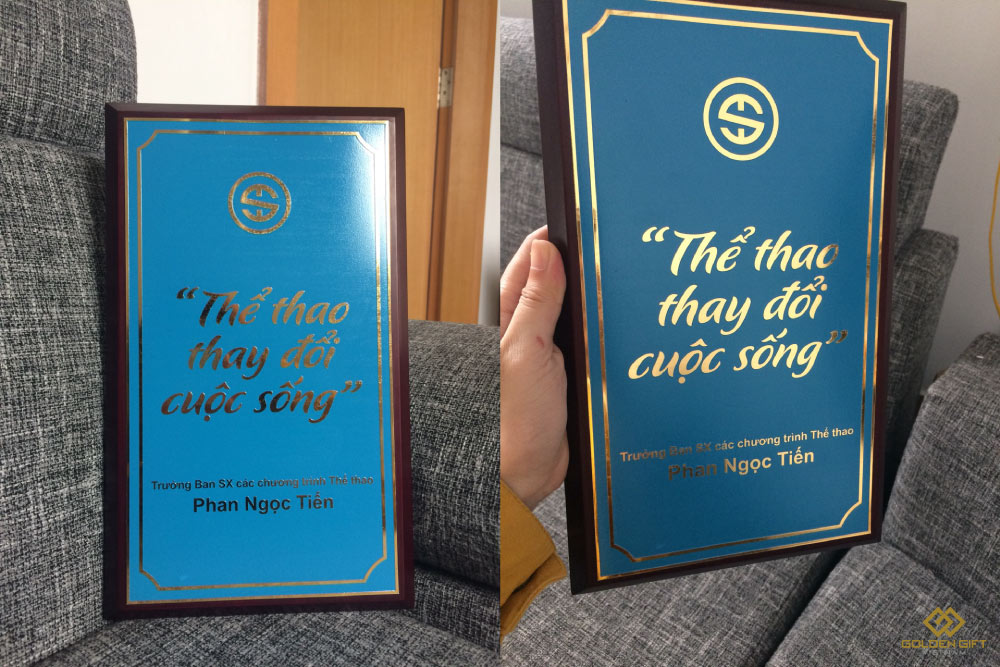 “Thể thao
thay đổi
cuộc sống”
Trưởng Ban SX các chương trình Thể thao
Phan Ngọc Tiến
“Thể thao
thay đổi
cuộc sống”
Trưởng Ban SX các chương trình Thể thao
Phan Ngọc Tiến
GOLDEN GIFT
VIETNAM